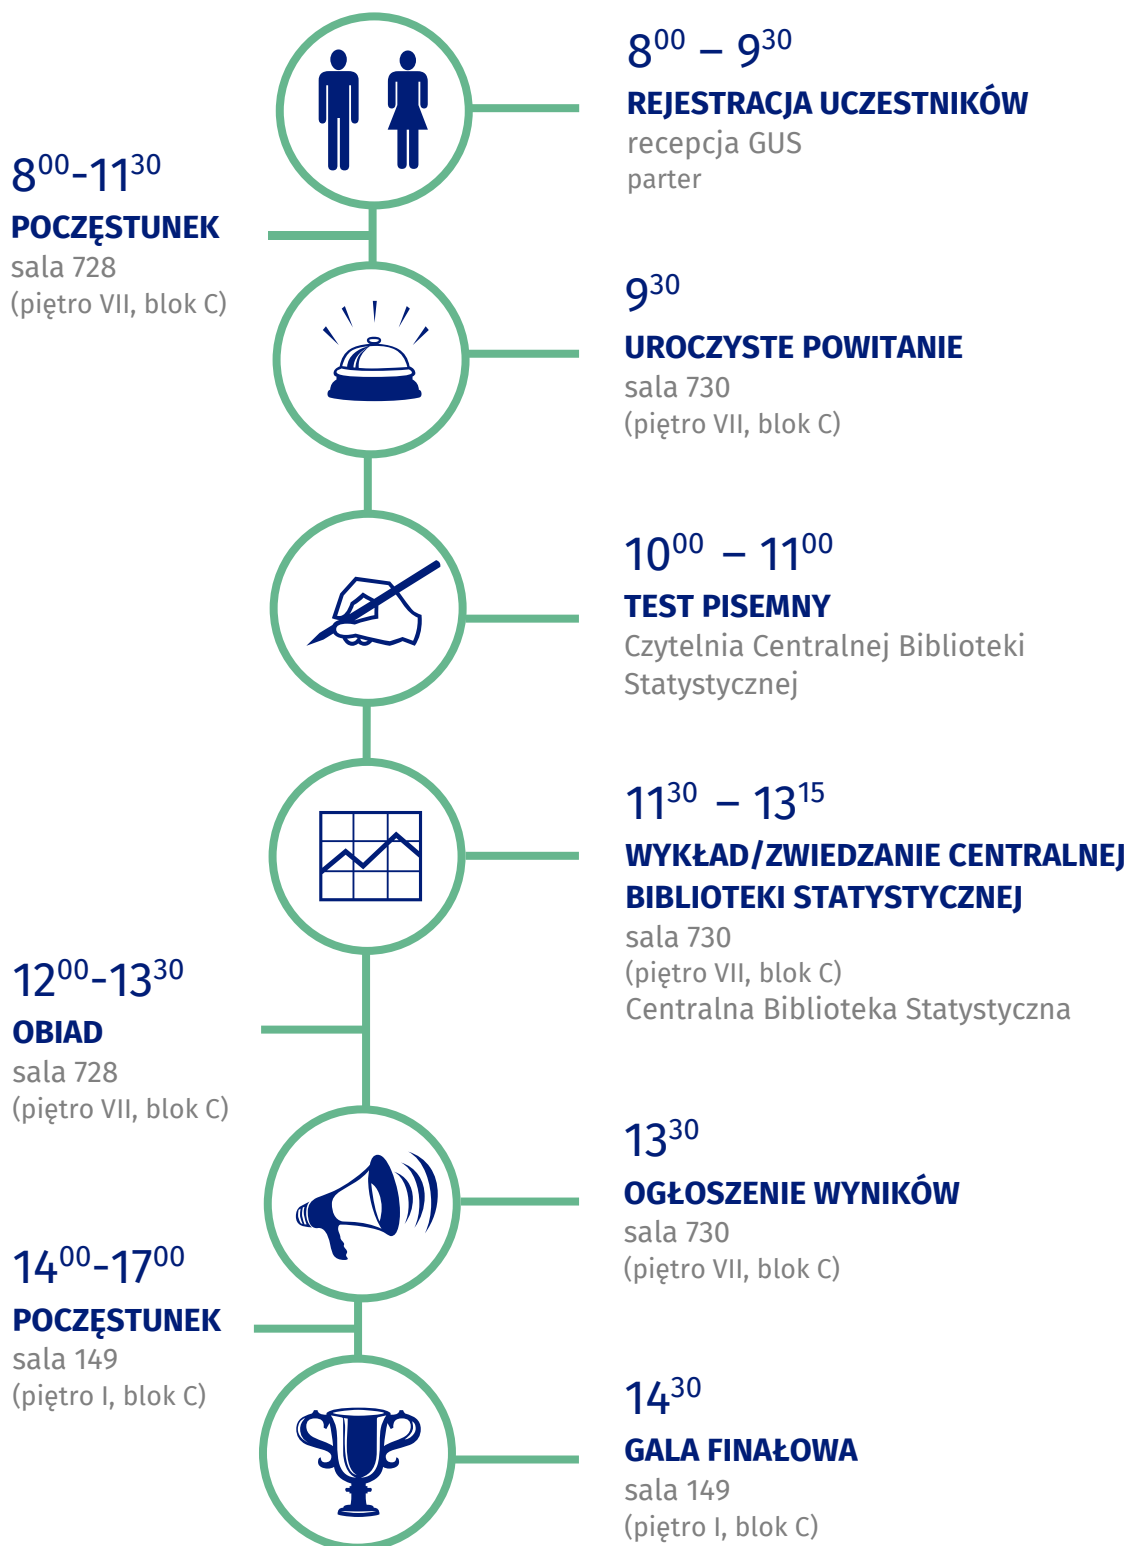 8⁰⁰ – 9³⁰
REJESTRACJA UCZESTNIKÓW
recepcja GUS
parter
8⁰⁰-11³⁰
POCZĘSTUNEK
sala 728
(piętro VII, blok C)
9³⁰
UROCZYSTE POWITANIE
sala 730
(piętro VII, blok C)
10⁰⁰ – 11⁰⁰
TEST PISEMNY
Czytelnia Centralnej Biblioteki
Statystycznej
11³⁰ – 13¹⁵
WYKŁAD/ZWIEDZANIE CENTRALNEJ
BIBLIOTEKI STATYSTYCZNEJ
sala 730
(piętro VII, blok C)
Centralna Biblioteka Statystyczna
12⁰⁰-13³⁰
OBIAD
sala 728
(piętro VII, blok C)
13³⁰
OGŁOSZENIE WYNIKÓW
sala 730
(piętro VII, blok C)
14⁰⁰-17⁰⁰
POCZĘSTUNEK
sala 149
(piętro I, blok C)
14³⁰
GALA FINAŁOWA
sala 149
(piętro I, blok C)